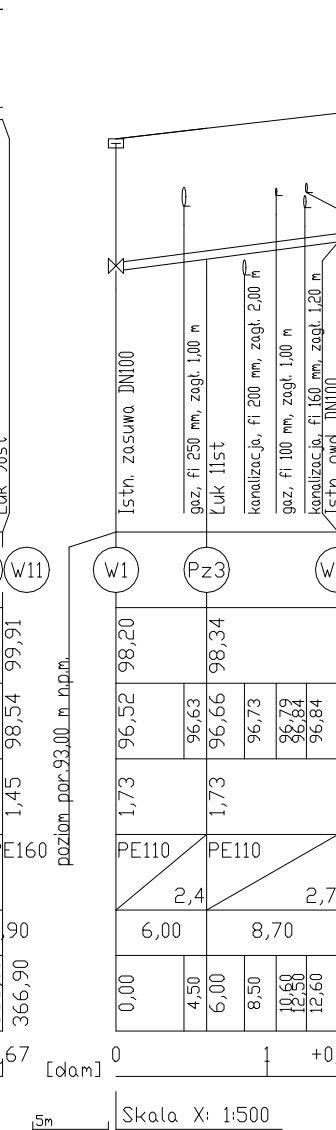 Istn. zasuwa DN100
gaz, fi 250 mm, zagł. 1,00 m
Łuk 11st
kanalizacja, fi 200 mm, zagł. 2,00 m
gaz, fi 100 mm, zagł. 1,00 m
kanalizacja, fi 160 mm, zagł. 1,20 m
W11
W1
Pz3
W
poziom por.93,00 m n.p.m.
99,91
98,20
98,34
98,54
96,52
96,63
96,66
96,73
96,79
96,84
96,84
1,45
1,73
1,73
PE160
PE110
PE110
2,4
2,7
,90
6,00
8,70
366,90
0,00
4,50
6,00
8,50
10,60
12,50
12,60
,67
[dam]
0
1
+0
5m
Skala X: 1:500